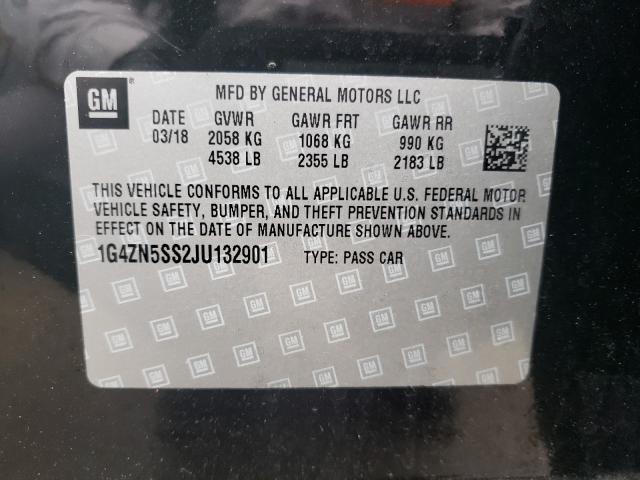 GM
MFD BY GENERAL MOTORS LLC
DATE GVWR GAWR FRT GAWR RR
03/18 2058 KG 1068 KG 990 KG
4538 LB 2355 LB 2183 LB
THIS VEHICLE CONFORMS TO ALL APPLICABLE U.S. FEDERAL MOTOR
VEHICLE SAFETY, BUMPER, AND THEFT PREVENTION STANDARDS IN
EFFECT ON THE DATE OF MANUFACTURE SHOWN ABOVE.
1G4ZN5SS2JU132901 TYPE: PASS CAR